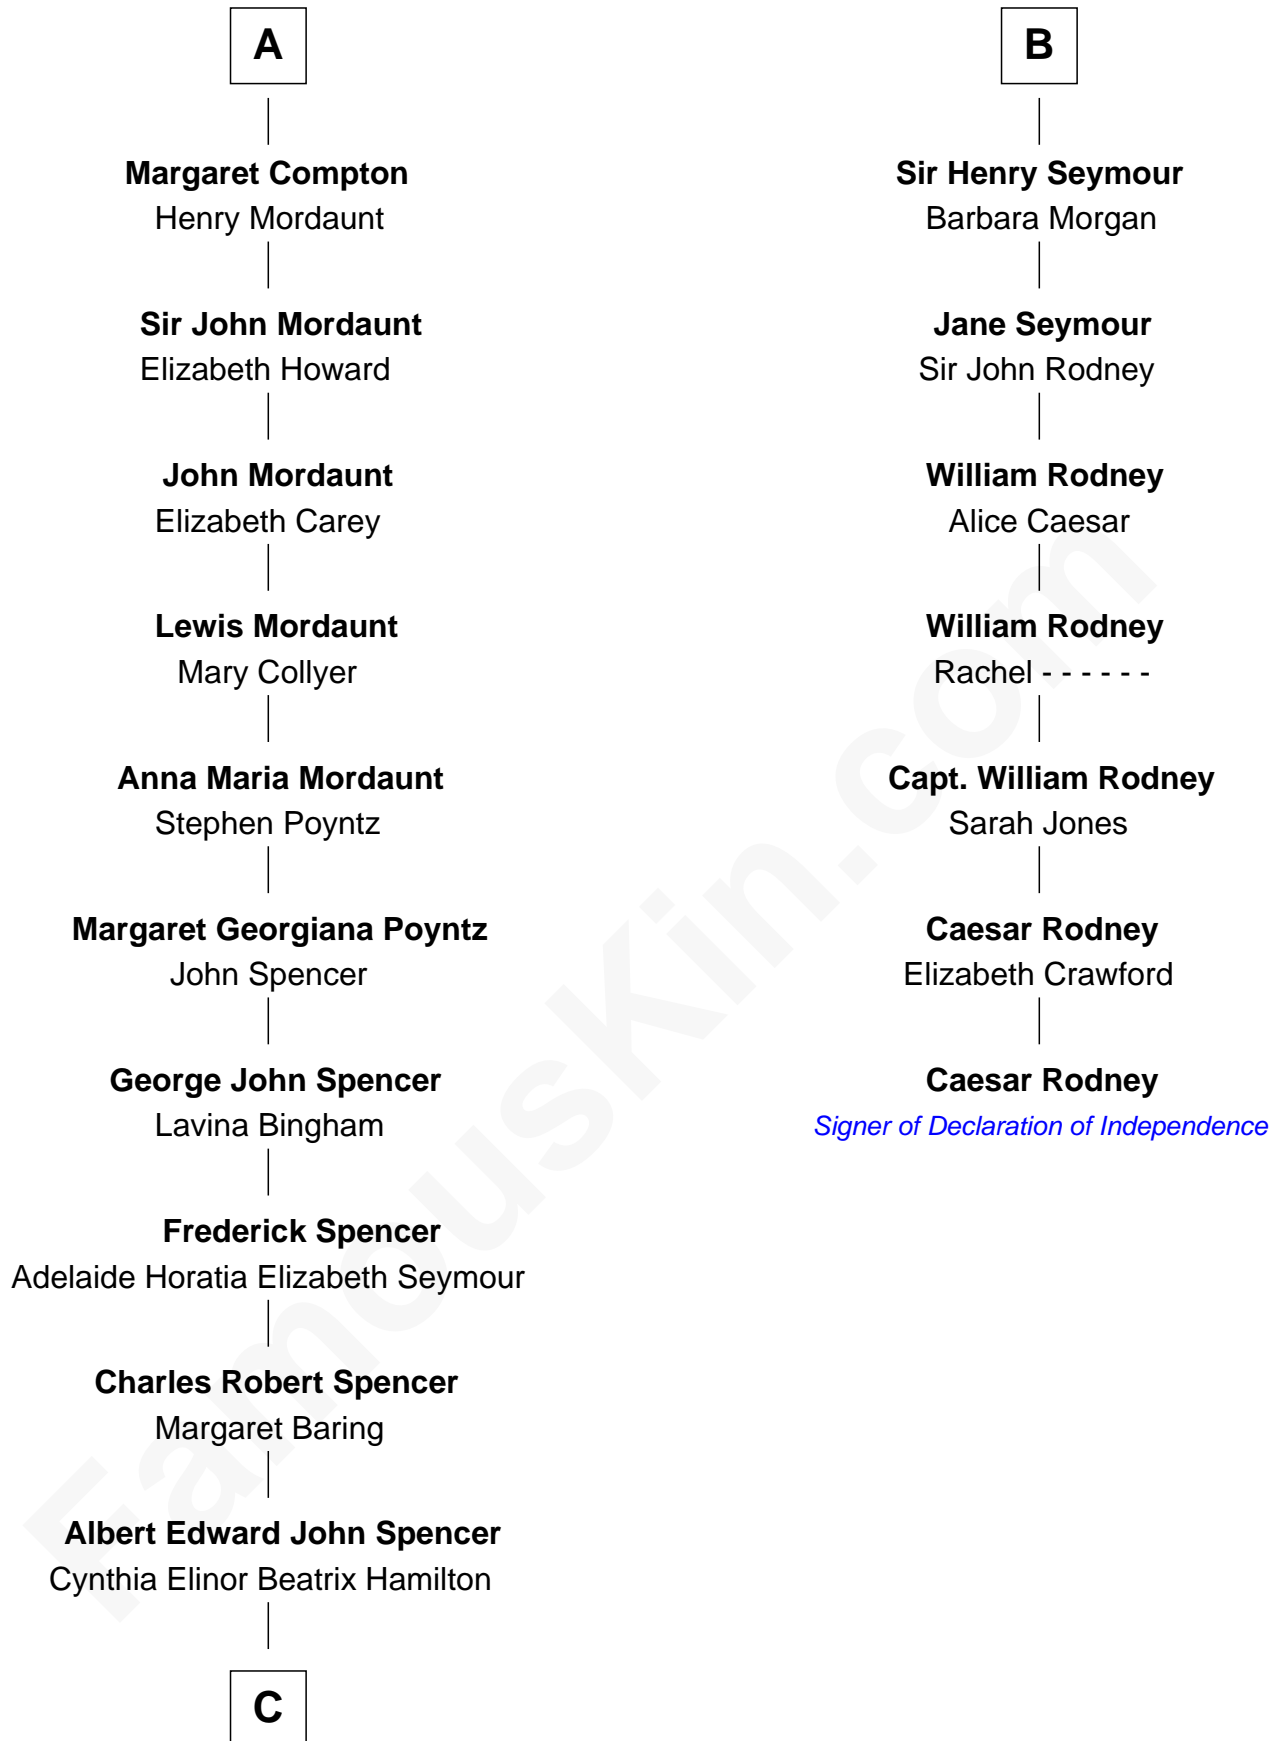 A
Margaret Compton
Henry Mordaunt
Sir John Mordaunt
Elizabeth Howard
John Mordaunt
Elizabeth Carey
Lewis Mordaunt
Mary Collyer
Anna Maria Mordaunt
Stephen Poyntz
Margaret Georgiana Poyntz
John Spencer
George John Spencer
Lavina Bingham
Frederick Spencer
Adelaide Horatia Elizabeth Seymour
Charles Robert Spencer
Margaret Baring
Albert Edward John Spencer
Cynthia Elinor Beatrix Hamilton
C
B
Sir Henry Seymour
Barbara Morgan
Jane Seymour
Sir John Rodney
William Rodney
Alice Caesar
William Rodney
Rachel - - - - - -
Capt. William Rodney
Sarah Jones
Caesar Rodney
Elizabeth Crawford
Caesar Rodney
Signer of Declaration of Independence
FamousKin.com